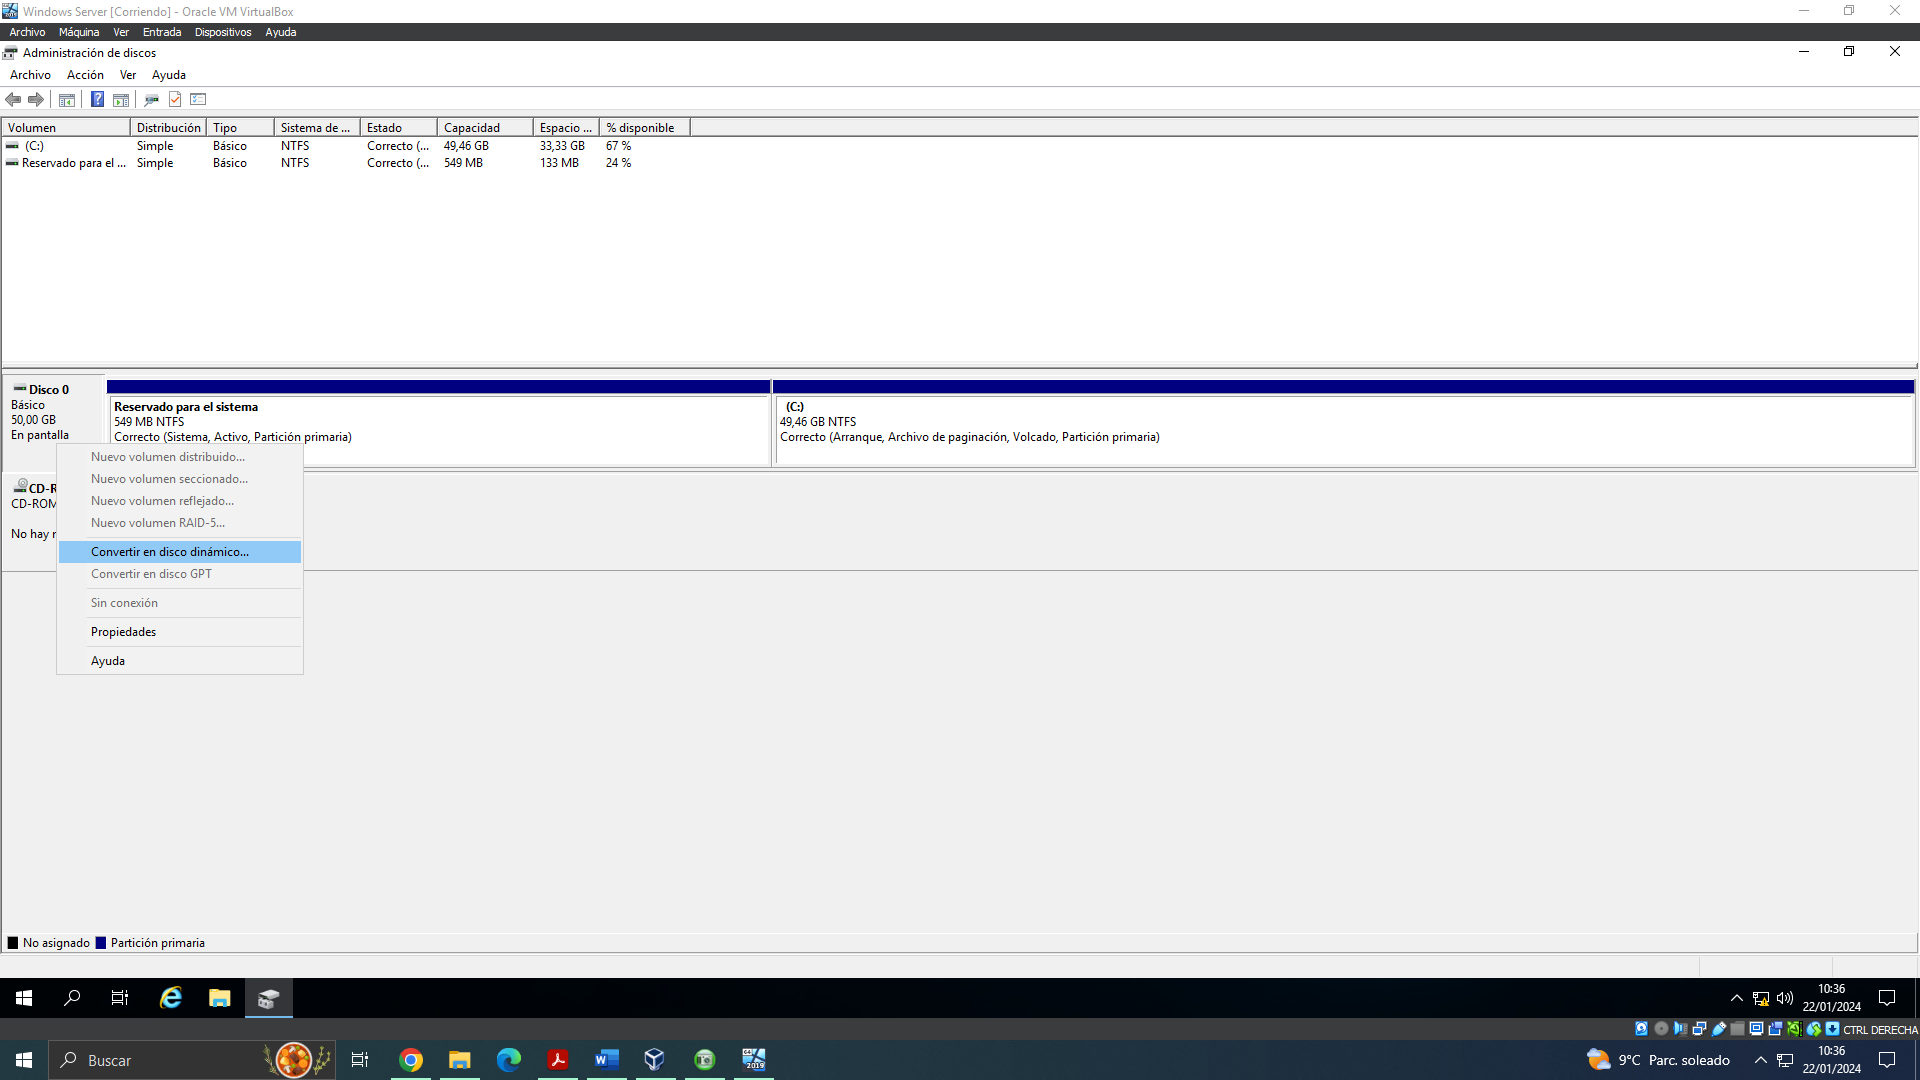 Windows Server [Corriendo] - Oracle VM VirtualBox
Archivo Máquina Ver Entrada Dispositivos Ayuda
Administración de discos
Archivo Acción Ver Ayuda
Volumen Distribución Tipo Sistema de ... Estado Capacidad Espacio ... % disponible
(C:) Simple Básico NTFS Correcto (... 49,46 GB 33,33 GB 67 %
Reservado para el ... Simple Básico NTFS Correcto (... 549 MB 133 MB 24 %
Disco 0
Básico
50,00 GB
En pantalla
Reservado para el sistema
549 MB NTFS
Correcto (Sistema, Activo, Partición primaria)
(C:)
49,46 GB NTFS
Correcto (Arranque, Archivo de paginación, Volcado, Partición primaria)
CD-R
CD-ROM
No hay r
Nuevo volumen distribuido...
Nuevo volumen seccionado...
Nuevo volumen reflejado...
Nuevo volumen RAID-5...
Convertir en disco dinámico...
Convertir en disco GPT
Sin conexión
Propiedades
Ayuda
No asignado Partición primaria
10:36
22/01/2024
CTRL DERECHA
Buscar
9°C Parc. soleado
10:36
22/01/2024